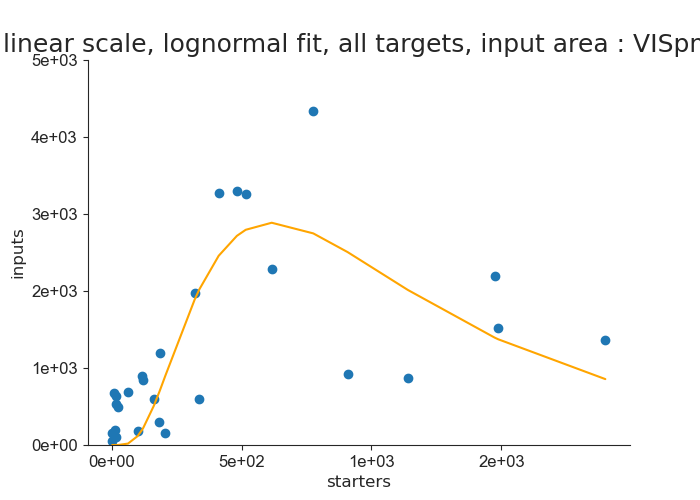 linear scale, lognormal fit, all targets, input area : VISpr
5e+03
4e+03
3e+03
2e+03
1e+03
0e+00
inputs
0e+00 5e+02 1e+03 2e+03
starters